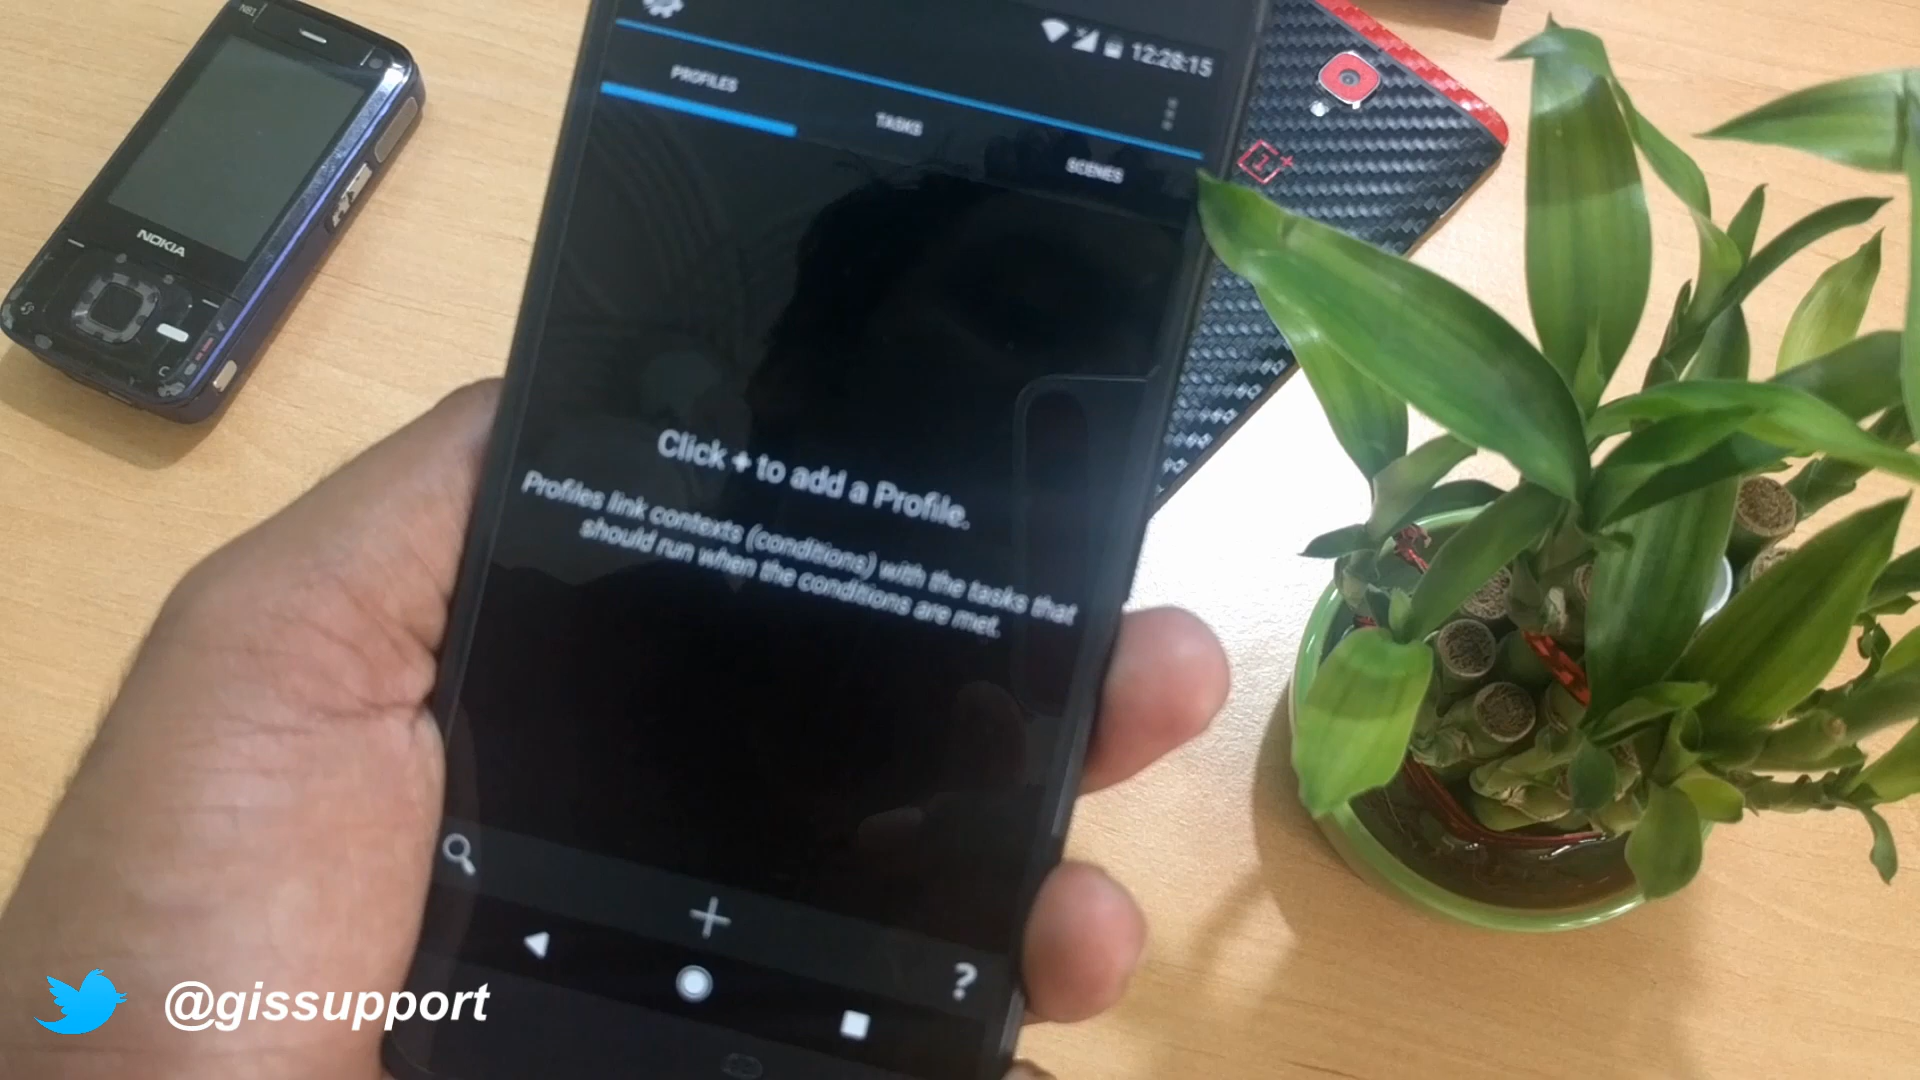 N81
NOKIA
12:28:15
PROFILES
TASKS
SCENES
Click + to add a Profile.
Profiles link contexts (conditions) with the tasks that
should run when the conditions are met.
?
@gissupport